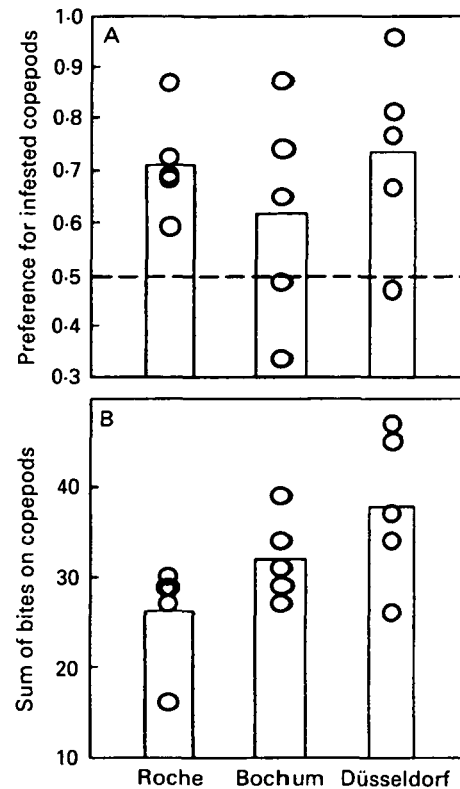 A
1·0
0·9
0·8
0·7
0·6
0·5
0·4
0·3
Preference for infested copepods
B
40
30
20
10
Sum of bites on copepods
Roche Bochum Düsseldorf